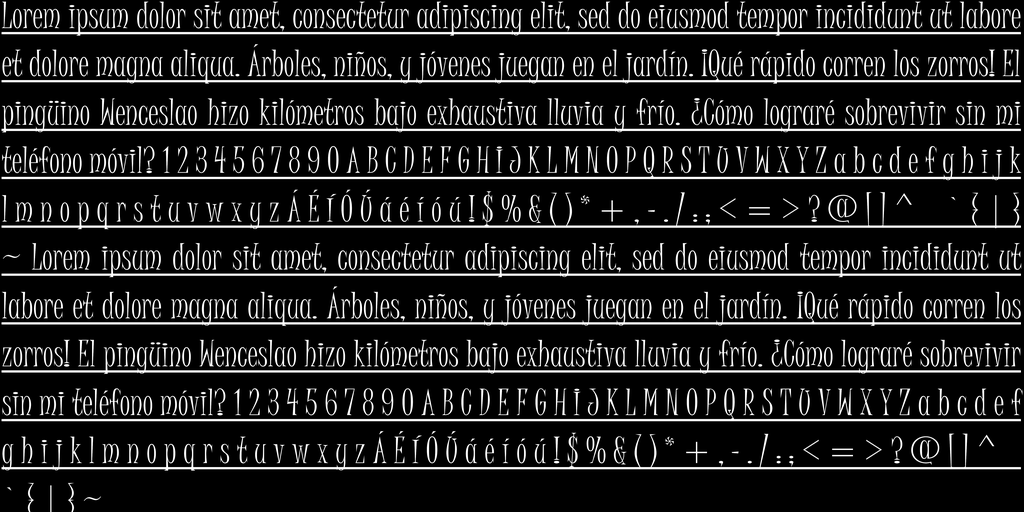 Lorem ipsum dolor sit amet, consectetur adipiscing elit, sed do eiusmod tempor incididunt ut labore
et dolore magna aliqua. Árboles, niños, y jóvenes juegan en el jardín. ¡Qué rápido corren los zorros! El
pingüino Wenceslao hizo kilómetros bajo exhaustiva lluvia y frío. ¿Cómo lograré sobrevivir sin mi
teléfono móvil? 1 2 3 4 5 6 7 8 9 0 A B C D E F G H I J K L M N O P Q R S T U V W X Y Z a b c d e f g h i j k
l m n o p q r s t u v w x y z Á É Í Ó Ú á é í ó ú ! $ % & ( ) * + , - . / : ; < = > ? @ [ ] ^ ` { | }
~ Lorem ipsum dolor sit amet, consectetur adipiscing elit, sed do eiusmod tempor incididunt ut
labore et dolore magna aliqua. Árboles, niños, y jóvenes juegan en el jardín. ¡Qué rápido corren los
zorros! El pingüino Wenceslao hizo kilómetros bajo exhaustiva lluvia y frío. ¿Cómo lograré sobrevivir
sin mi teléfono móvil? 1 2 3 4 5 6 7 8 9 0 A B C D E F G H I J K L M N O P Q R S T U V W X Y Z a b c d e f
g h i j k l m n o p q r s t u v w x y z Á É Í Ó Ú á é í ó ú ! $ % & ( ) * + , - . / : ; < = > ? @ [ ] ^
` { | } ~